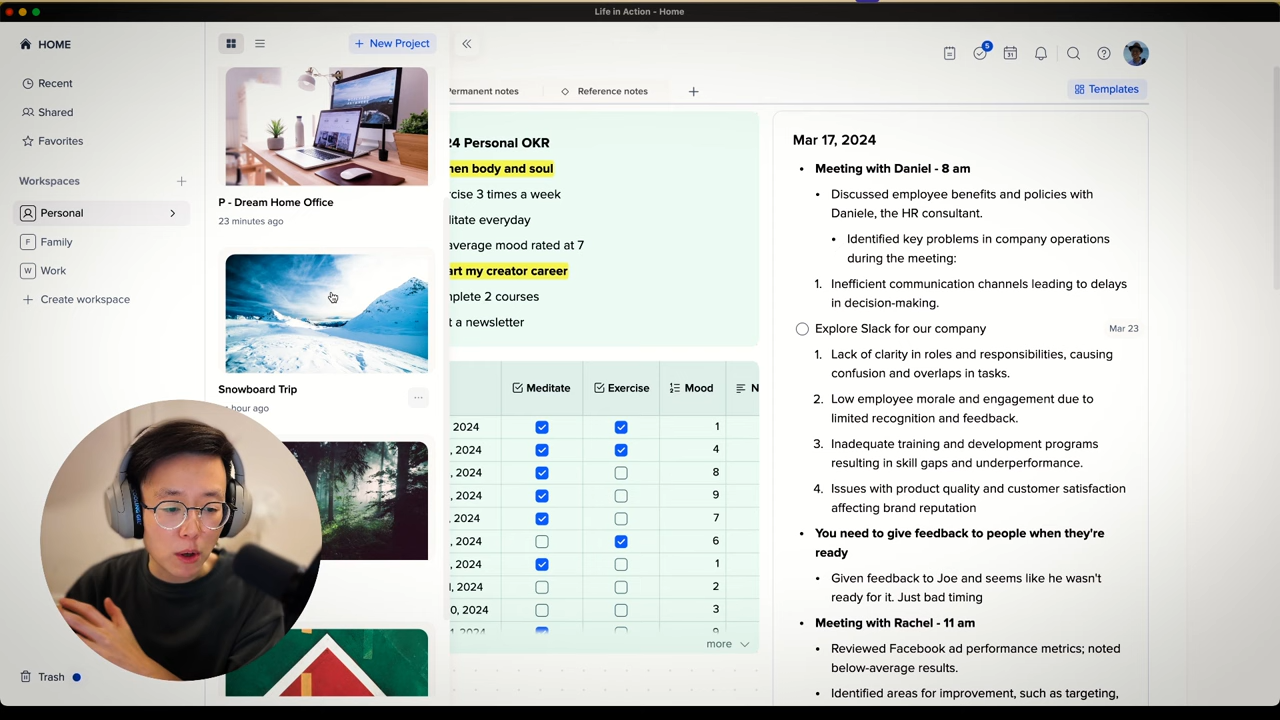 Life in Action - Home
HOME
Recent
Shared
Favorites
Workspaces
Personal
F Family
W Work
Create workspace
Trash
New Project
P - Dream Home Office
23 minutes ago
Snowboard Trip
hour ago
Permanent notes
Reference notes
5
31
Templates
24 Personal OKR
hen body and soul
rcise 3 times a week
litate everyday
average mood rated at 7
art my creator career
mplete 2 courses
t a newsletter
Meditate Exercise Mood N
2024 1
, 2024 4
, 2024 8
, 2024 9
, 2024 7
, 2024 6
, 2024 1
, 2024 2
0, 2024 3
more
Mar 17, 2024
• Meeting with Daniel - 8 am
• Discussed employee benefits and policies with
Daniele, the HR consultant.
• Identified key problems in company operations
during the meeting:
1. Inefficient communication channels leading to delays
in decision-making.
Explore Slack for our company Mar 23
1. Lack of clarity in roles and responsibilities, causing
confusion and overlaps in tasks.
2. Low employee morale and engagement due to
limited recognition and feedback.
3. Inadequate training and development programs
resulting in skill gaps and underperformance.
4. Issues with product quality and customer satisfaction
affecting brand reputation
• You need to give feedback to people when they're
ready
• Given feedback to Joe and seems like he wasn't
ready for it. Just bad timing
• Meeting with Rachel - 11 am
• Reviewed Facebook ad performance metrics; noted
below-average results.
• Identified areas for improvement, such as targeting,